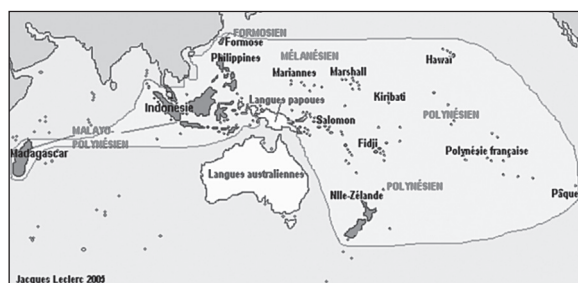 FORMOSIEN
Formose
Philippines
MÉLANÉSIEN
Hawaï
Mariannes
Marshall
Indonésie
Langues papoues
Kiribati
POLYNÉSIEN
Salomon
MALAYO
POLYNÉSIEN
Madagascar
Fidji
Polynésie française
Langues australiennes
Nlle-Zélande
POLYNÉSIEN
Pâque
Jacques Leclerc 2005